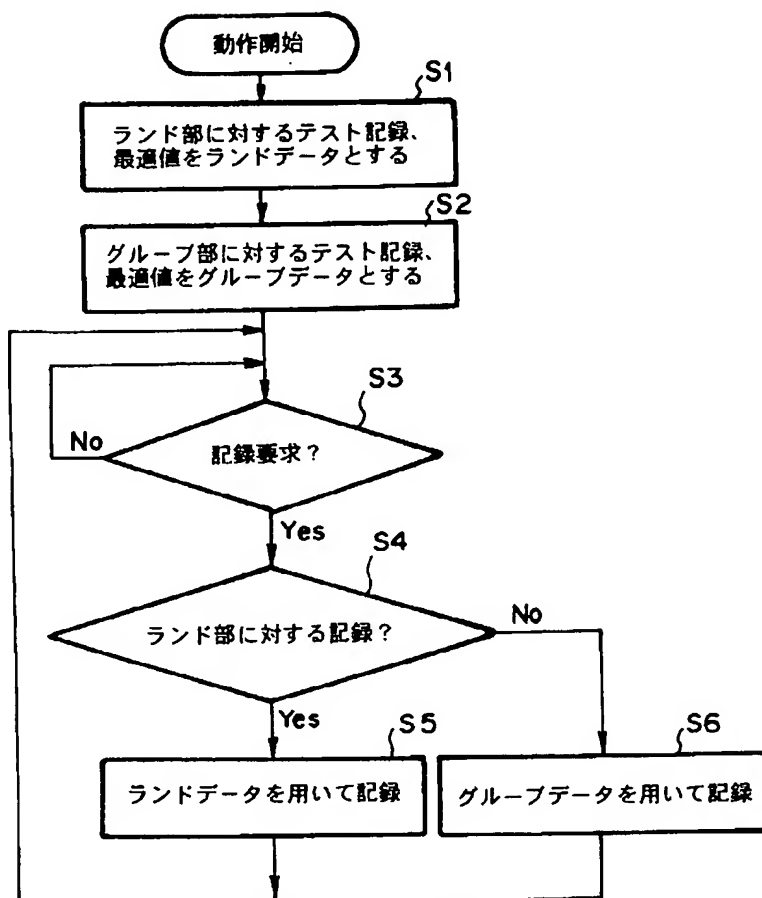 動作開始
S1
ランド部に対するテスト記録、
最適値をランドデータとする
S2
グルーブ部に対するテスト記録、
最適値をグルーブデータとする
S3
記録要求？
No
Yes
S4
ランド部に対する記録？
No
Yes
S5
ランドデータを用いて記録
S6
グルーブデータを用いて記録